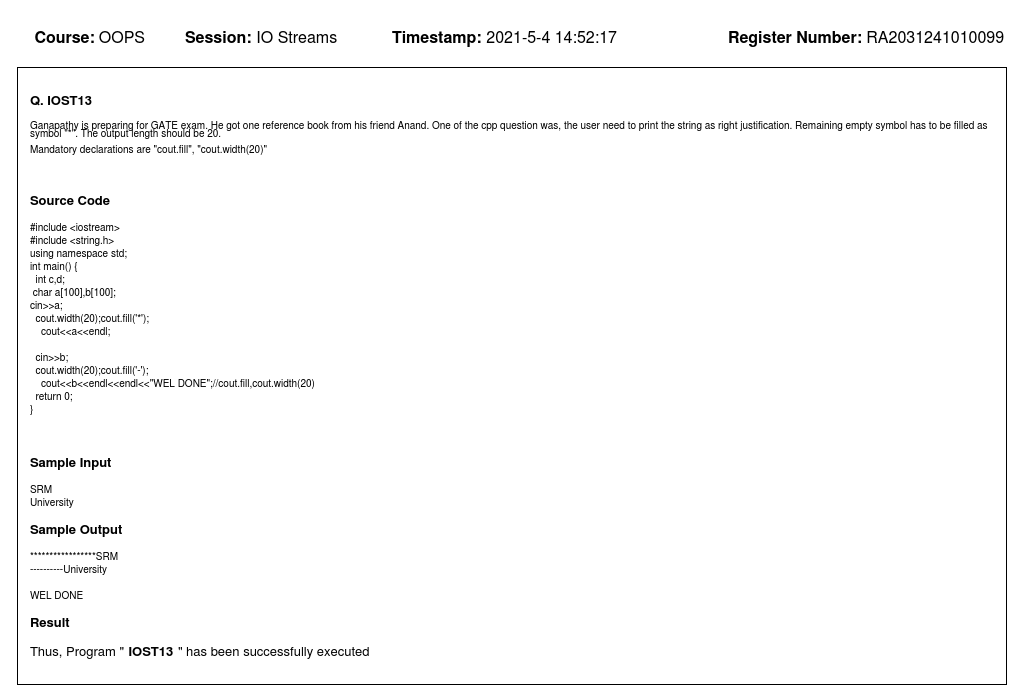 Course: OOPS Session: IO Streams Timestamp: 2021-5-4 14:52:17 Register Number: RA2031241010099
Q. IOST13
Ganapathy is preparing for GATE exam. He got one reference book from his friend Anand. One of the cpp question was, the user need to print the string as right justification. Remaining empty symbol has to be filled as
symbol "*". The output length should be 20.
Mandatory declarations are "cout.fill", "cout.width(20)"
Source Code
#include <iostream>
#include <string.h>
using namespace std;
int main() {
int c,d;
char a[100],b[100];
cin>>a;
cout.width(20);cout.fill('*');
cout<<a<<endl;
cin>>b;
cout.width(20);cout.fill('-');
cout<<b<<endl<<endl<<"WEL DONE";//cout.fill,cout.width(20)
return 0;
}
Sample Input
SRM
University
Sample Output
*****************SRM
----------University
WEL DONE
Result
Thus, Program " IOST13 " has been successfully executed